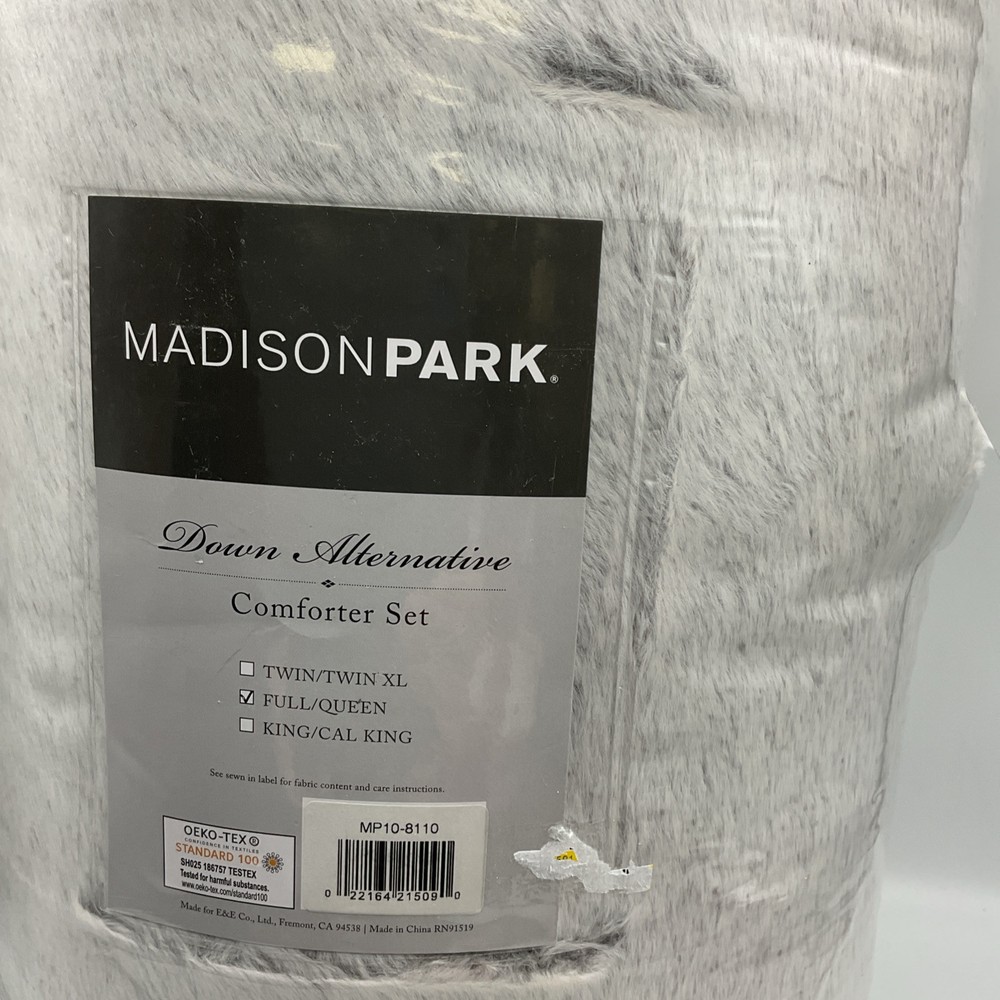 MADISONPARK®
Down Alternative
Comforter Set
TWIN/TWIN XL
FULL/QUEEN
KING/CAL KING
See sewn in label for fabric content and care instructions.
OEKO-TEX®
CONFIDENCE IN TEXTILES
STANDARD 100
SH025 186757 TESTEX
Tested for harmful substances.
www.oeko-tex.com/standard100
MP10-8110
0 22164 21509 0
Made for E&E Co., Ltd., Fremont, CA 94538 | Made in China RN91519